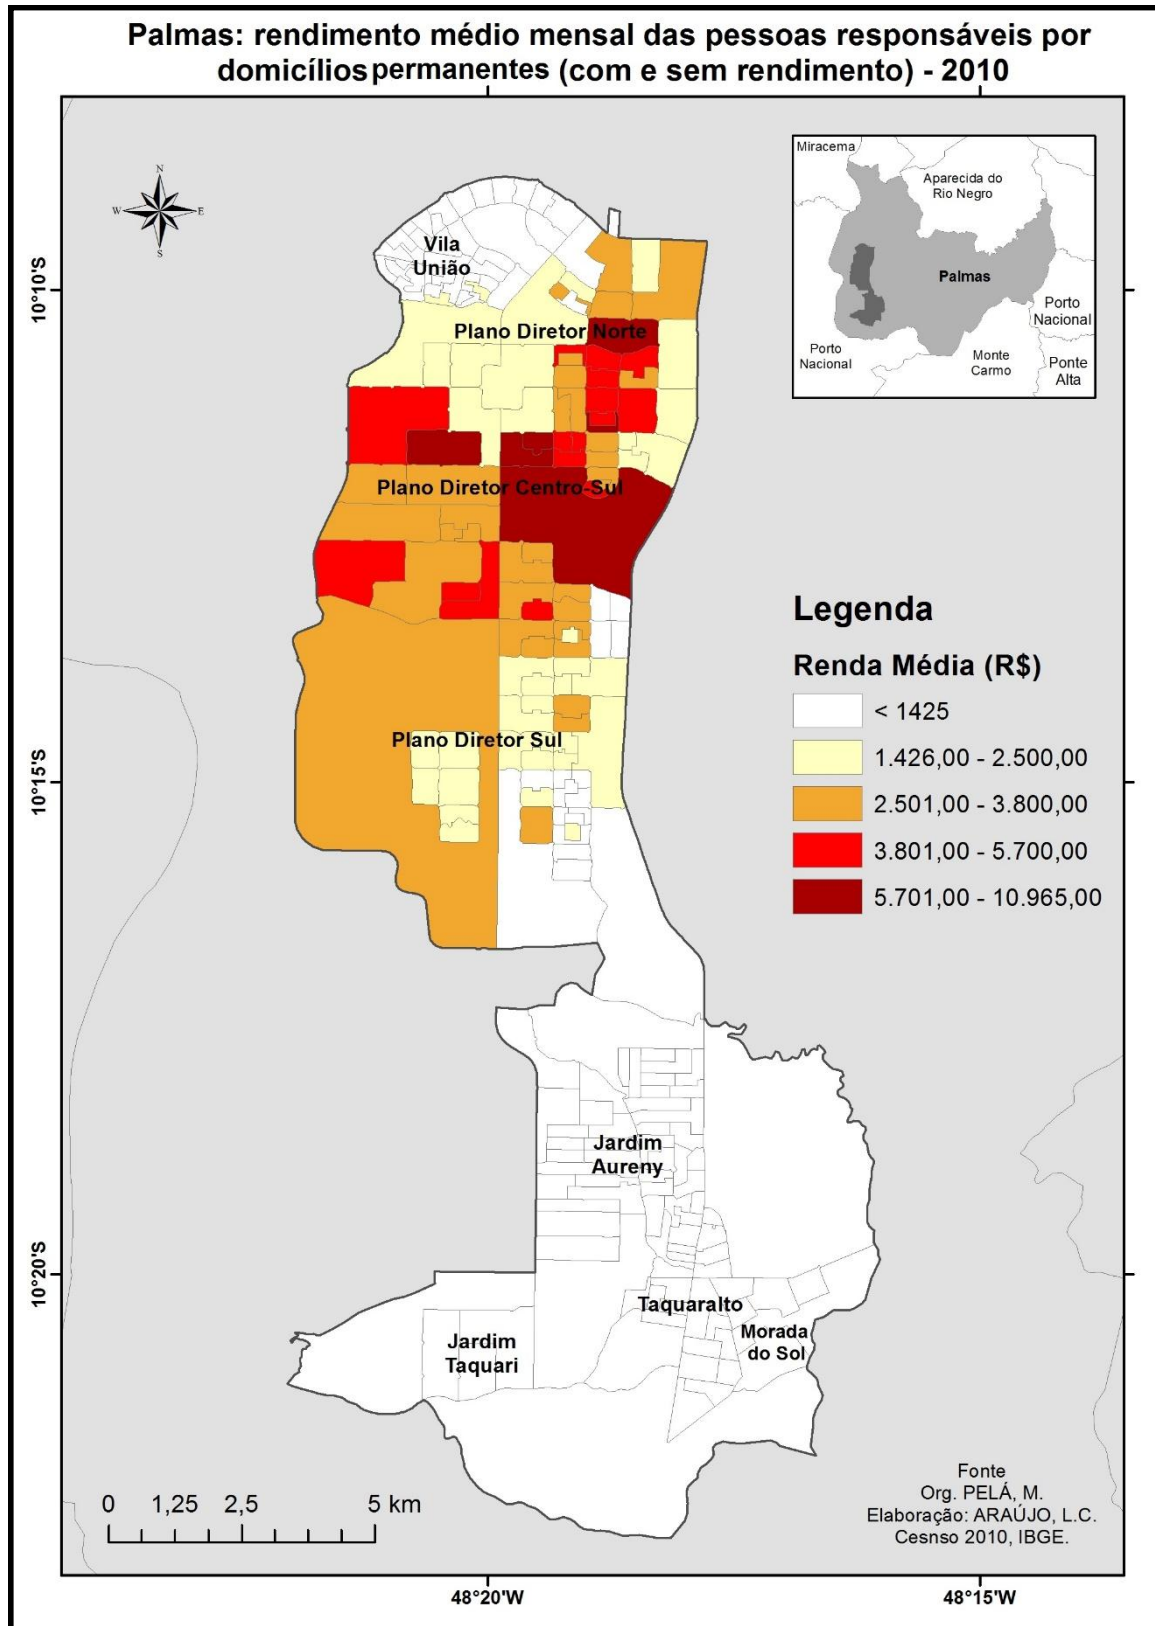 Palmas: rendimento médio mensal das pessoas responsáveis por
domicílios permanentes (com e sem rendimento) - 2010
N
W
E
S
Miracema
Aparecida do
Rio Negro
Palmas
Porto
Nacional
Porto
Nacional
Monte
Carmo
Ponte
Alta
Vila
União
Plano Diretor Norte
Plano Diretor Centro-Sul
Plano Diretor Sul
Jardim
Aureny
Taquaralto
Morada
do Sol
Jardim
Taquari
Legenda
Renda Média (R$)
< 1425
1.426,00 - 2.500,00
2.501,00 - 3.800,00
3.801,00 - 5.700,00
5.701,00 - 10.965,00
10°10'S
10°15'S
10°20'S
0 1,25 2,5 5 km
Fonte
Org. PELÁ, M.
Elaboração: ARAÚJO, L.C.
Cesnso 2010, IBGE.
48°20'W
48°15'W